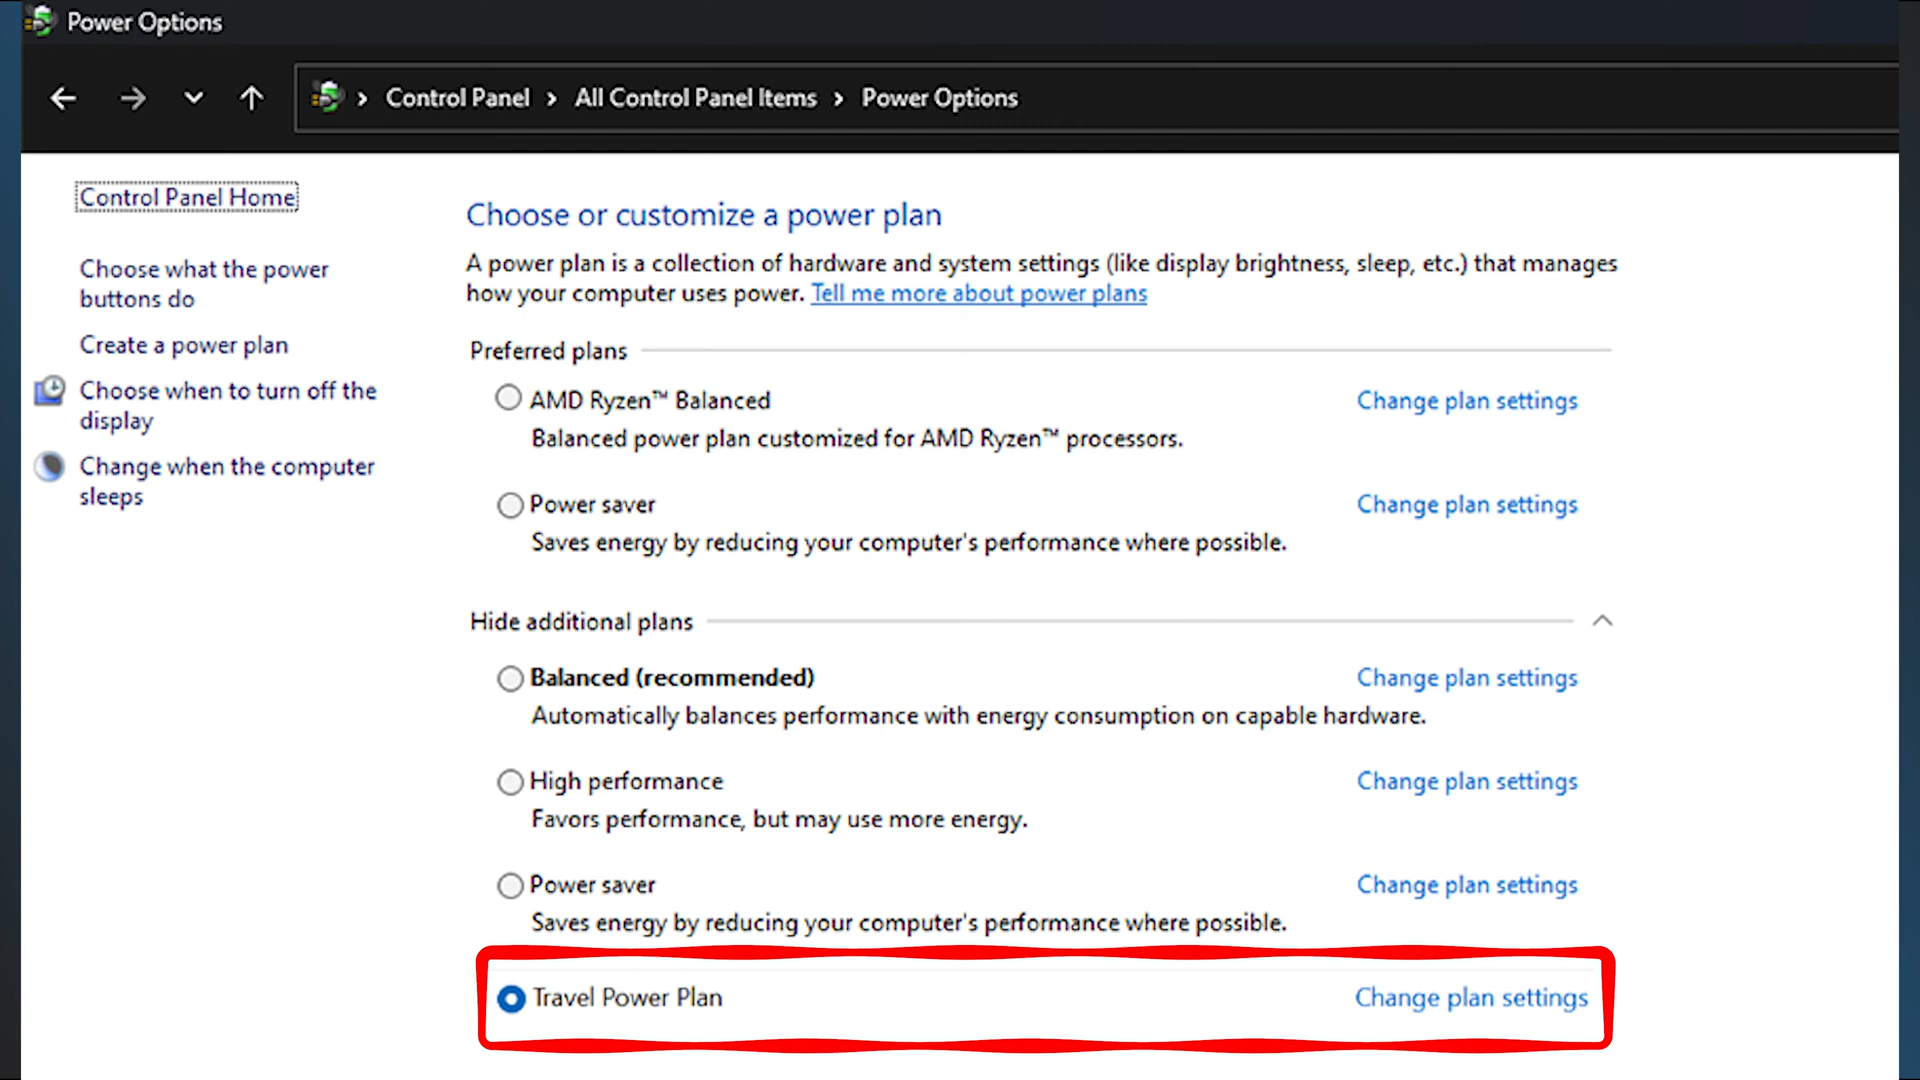 Power Options
Control Panel > All Control Panel Items > Power Options
Control Panel Home
Choose what the power
buttons do
Create a power plan
Choose when to turn off the
display
Change when the computer
sleeps
Choose or customize a power plan
A power plan is a collection of hardware and system settings (like display brightness, sleep, etc.) that manages
how your computer uses power. Tell me more about power plans
Preferred plans
AMD Ryzen™ Balanced Change plan settings
Balanced power plan customized for AMD Ryzen™ processors.
Power saver Change plan settings
Saves energy by reducing your computer's performance where possible.
Hide additional plans
Balanced (recommended) Change plan settings
Automatically balances performance with energy consumption on capable hardware.
High performance Change plan settings
Favors performance, but may use more energy.
Power saver Change plan settings
Saves energy by reducing your computer's performance where possible.
Travel Power Plan Change plan settings